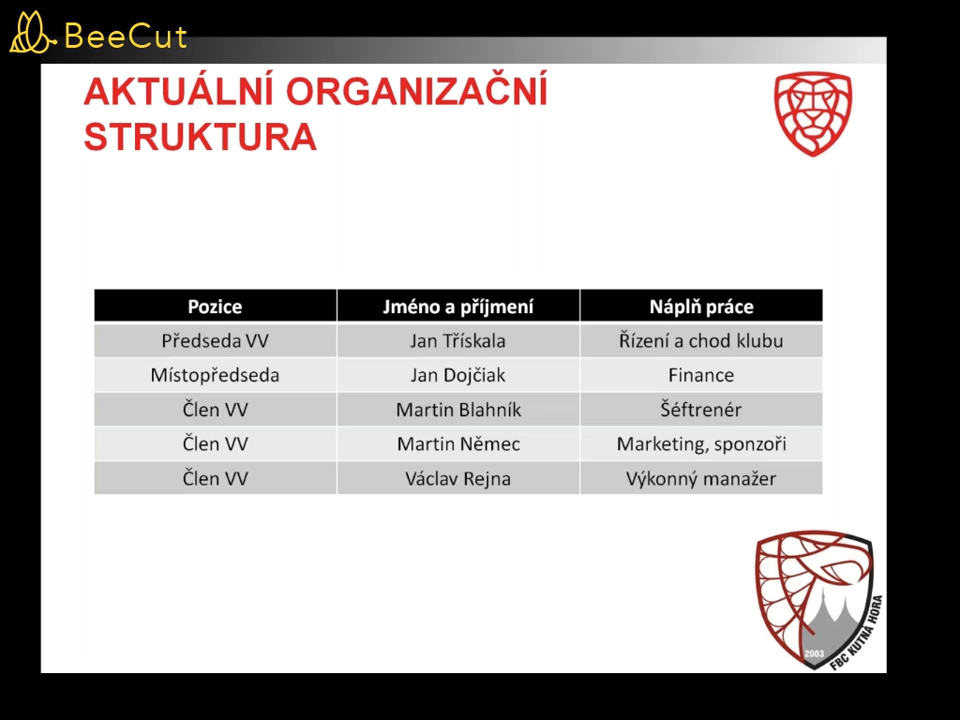 BeeCut
AKTUÁLNÍ ORGANIZAČNÍ
STRUKTURA
Pozice Jméno a příjmení Náplň práce
Předseda VV Jan Třískala Řízení a chod klubu
Místopředseda Jan Dojčiak Finance
Člen VV Martin Blahník Šéftrenér
Člen VV Martin Němec Marketing, sponzoři
Člen VV Václav Rejna Výkonný manažer
2003
FBC KUTNÁ HORA